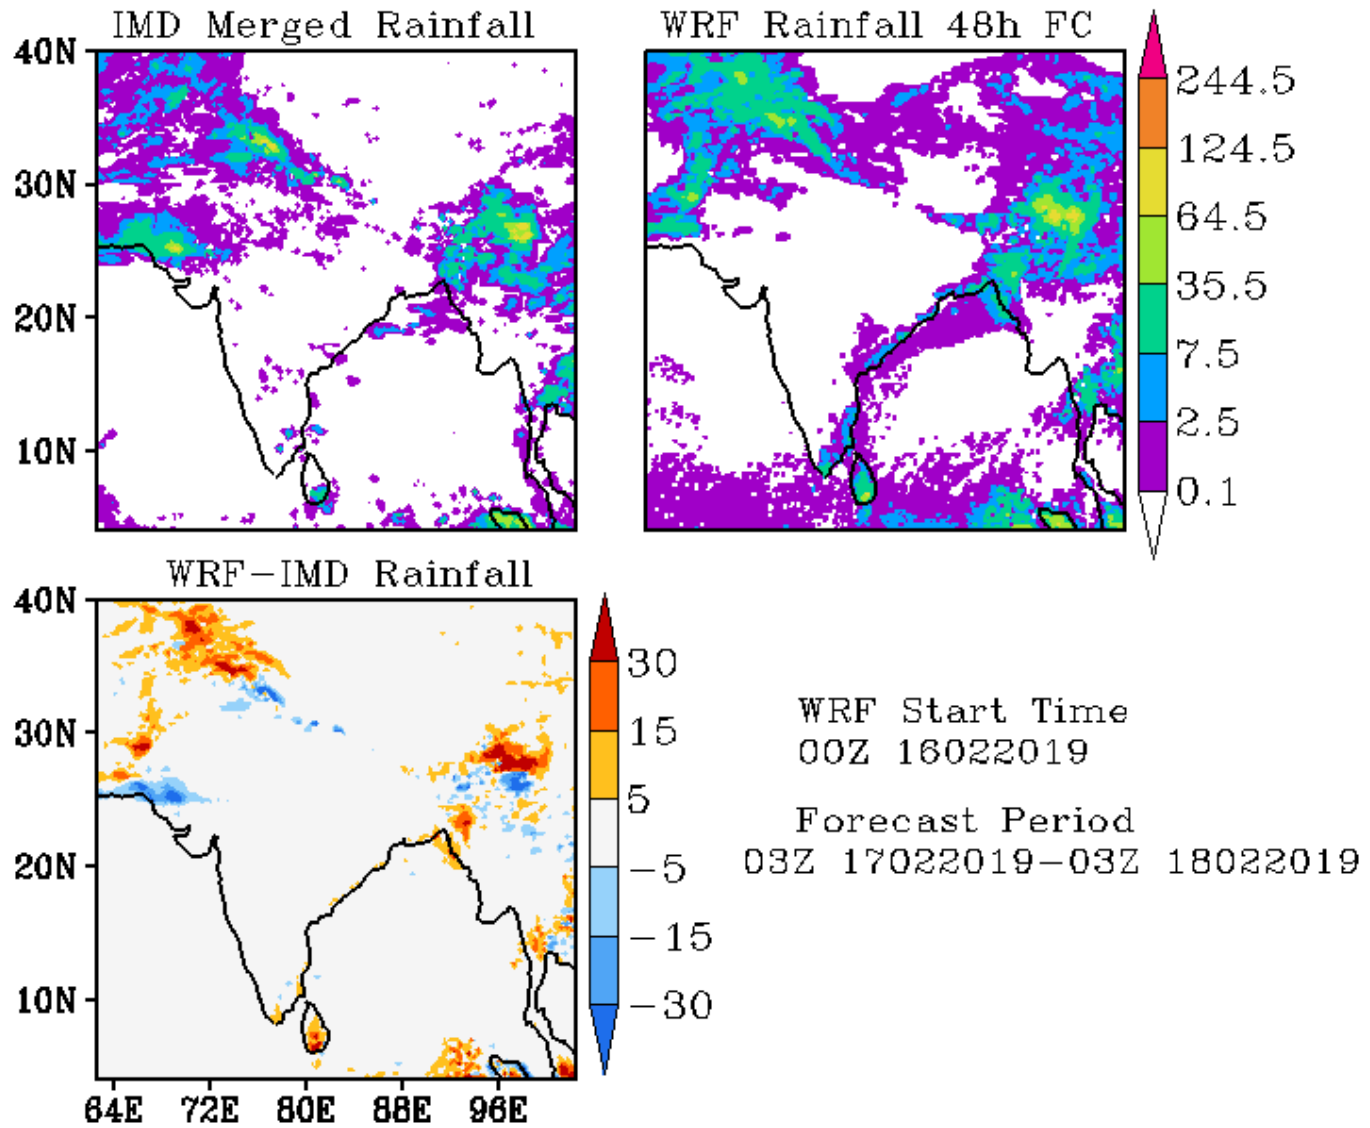 IMD Merged Rainfall
WRF Rainfall 48h FC
40N
30N
20N
10N
244.5
124.5
64.5
35.5
7.5
2.5
0.1
WRF-IMD Rainfall
40N
30N
20N
10N
64E 72E 80E 88E 96E
30
15
5
-5
-15
-30
WRF Start Time
00Z 16022019
Forecast Period
03Z 17022019-03Z 18022019